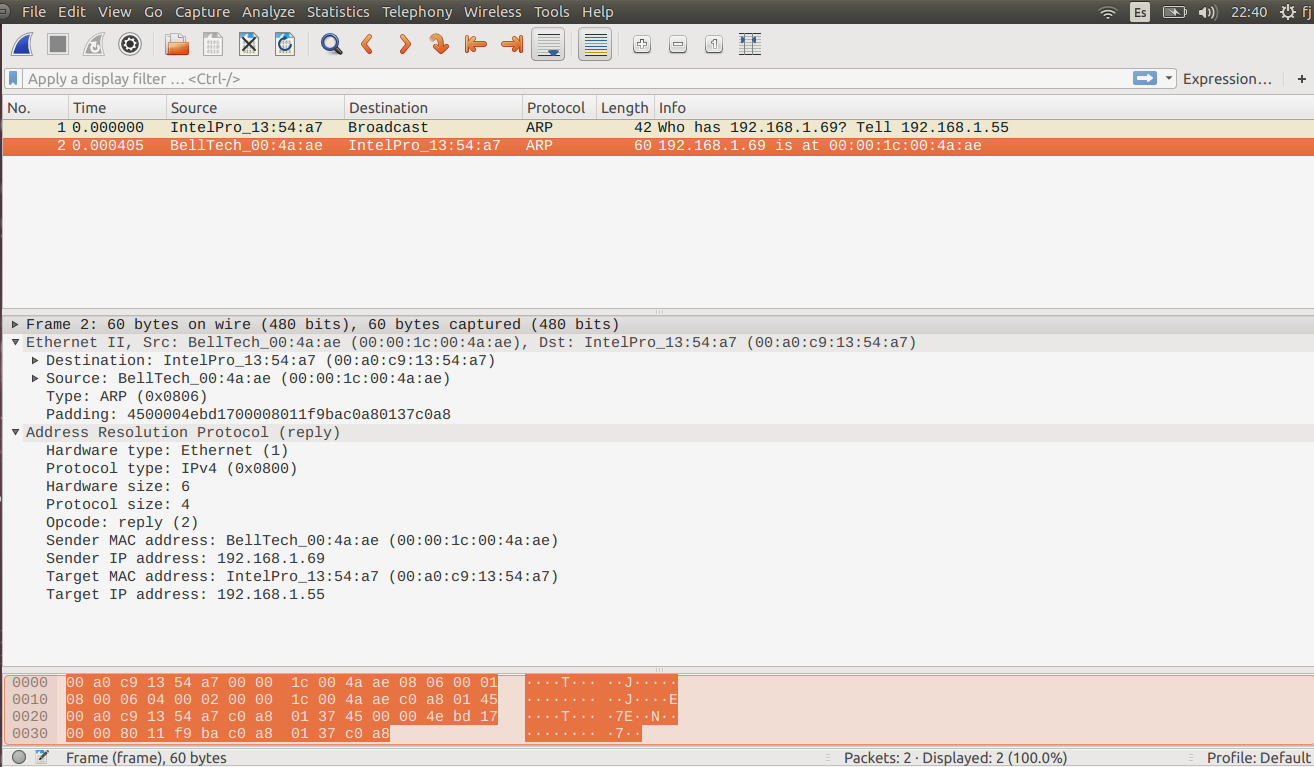 File Edit View Go Capture Analyze Statistics Telephony Wireless Tools Help Es 22:40 fj
Apply a display filter … <Ctrl-/> Expression… +
No. Time Source Destination Protocol Length Info
1 0.000000 IntelPro_13:54:a7 Broadcast ARP 42 Who has 192.168.1.69? Tell 192.168.1.55
2 0.000405 BellTech_00:4a:ae IntelPro_13:54:a7 ARP 60 192.168.1.69 is at 00:00:1c:00:4a:ae
Frame 2: 60 bytes on wire (480 bits), 60 bytes captured (480 bits)
Ethernet II, Src: BellTech_00:4a:ae (00:00:1c:00:4a:ae), Dst: IntelPro_13:54:a7 (00:a0:c9:13:54:a7)
Destination: IntelPro_13:54:a7 (00:a0:c9:13:54:a7)
Source: BellTech_00:4a:ae (00:00:1c:00:4a:ae)
Type: ARP (0x0806)
Padding: 4500004ebd1700008011f9bac0a80137c0a8
Address Resolution Protocol (reply)
Hardware type: Ethernet (1)
Protocol type: IPv4 (0x0800)
Hardware size: 6
Protocol size: 4
Opcode: reply (2)
Sender MAC address: BellTech_00:4a:ae (00:00:1c:00:4a:ae)
Sender IP address: 192.168.1.69
Target MAC address: IntelPro_13:54:a7 (00:a0:c9:13:54:a7)
Target IP address: 192.168.1.55
0000 00 a0 c9 13 54 a7 00 00 1c 00 4a ae 08 06 00 01 ····T··· ··J·····
0010 08 00 06 04 00 02 00 00 1c 00 4a ae c0 a8 01 45 ········ ··J····E
0020 00 a0 c9 13 54 a7 c0 a8 01 37 45 00 00 4e bd 17 ····T··· ·7E··N··
0030 00 00 80 11 f9 ba c0 a8 01 37 c0 a8 ········ ·7··
Frame (frame), 60 bytes Packets: 2 · Displayed: 2 (100.0%) Profile: Default